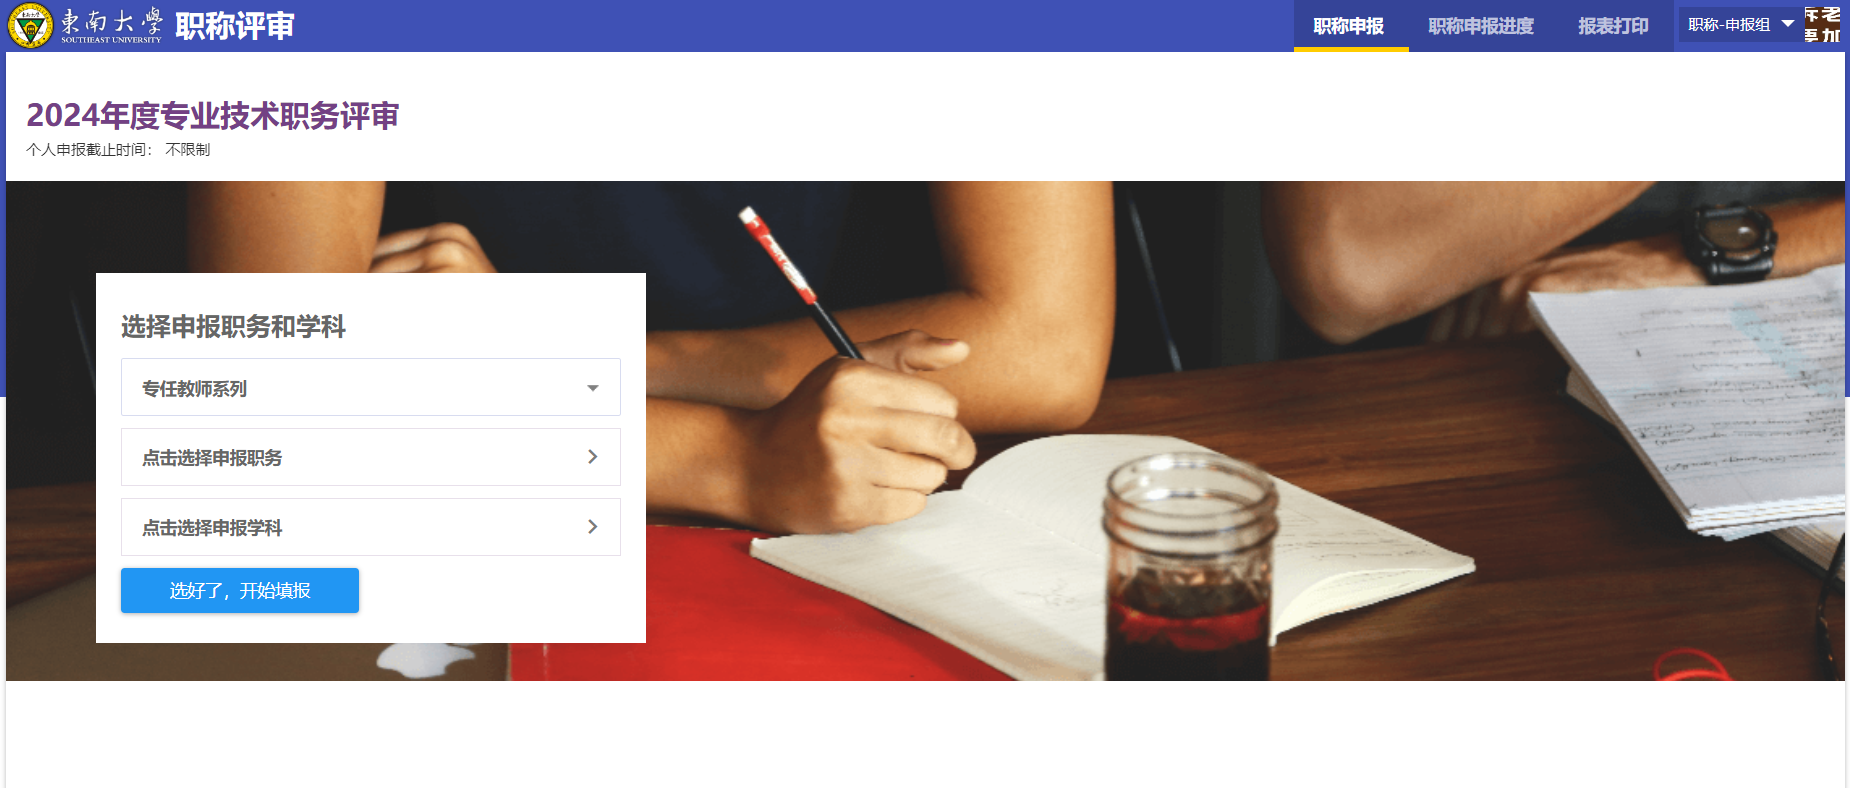 東南大學
SOUTHEAST UNIVERSITY
职称评审
职称申报
职称申报进度
报表打印
职称-申报组
2024年度专业技术职务评审
个人申报截止时间： 不限制
选择申报职务和学科
专任教师系列
点击选择申报职务
点击选择申报学科
选好了，开始填报